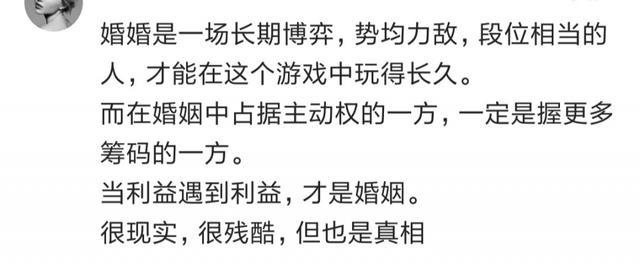 婚婚是一场长期博弈，势均力敌，段位相当的
人，才能在这个游戏中玩得长久。
而在婚姻中占据主动权的一方，一定是握更多
筹码的一方。
当利益遇到利益，才是婚姻。
很现实，很残酷，但也是真相